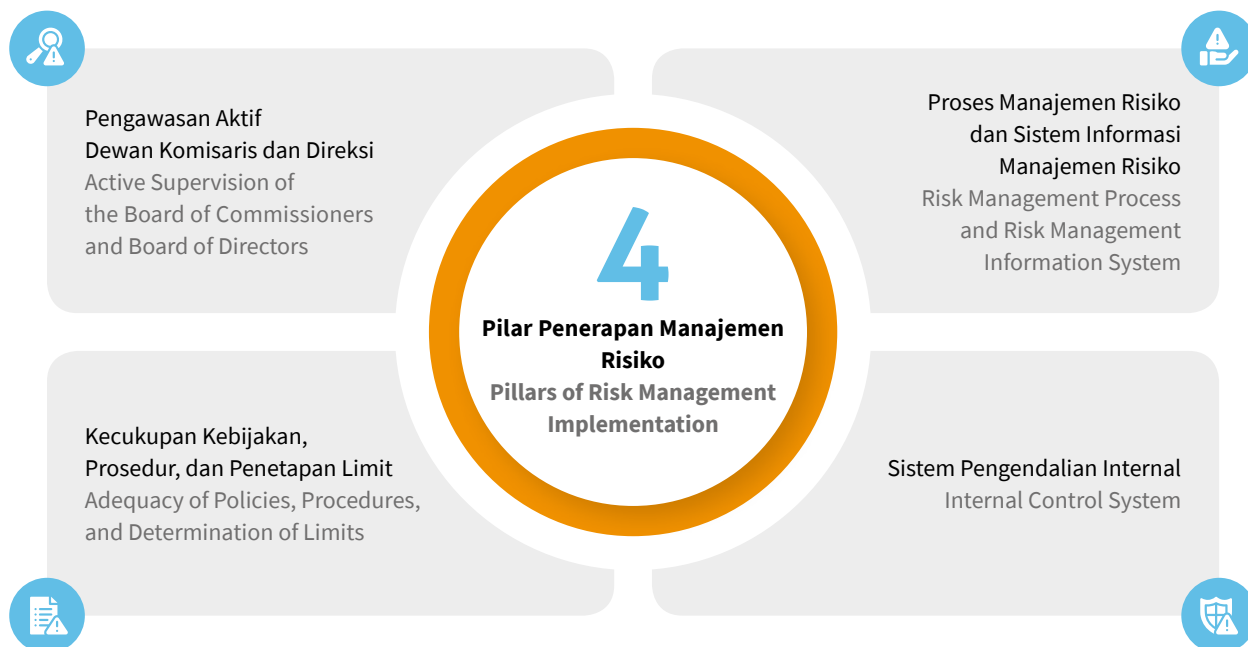 Pengawasan Aktif
Dewan Komisaris dan Direksi
Active Supervision of
the Board of Commissioners
and Board of Directors
Proses Manajemen Risiko
dan Sistem Informasi
Manajemen Risiko
Risk Management Process
and Risk Management
Information System
4
Pilar Penerapan Manajemen
Risiko
Pillars of Risk Management
Implementation
Kecukupan Kebijakan,
Prosedur, dan Penetapan Limit
Adequacy of Policies, Procedures,
and Determination of Limits
Sistem Pengendalian Internal
Internal Control System